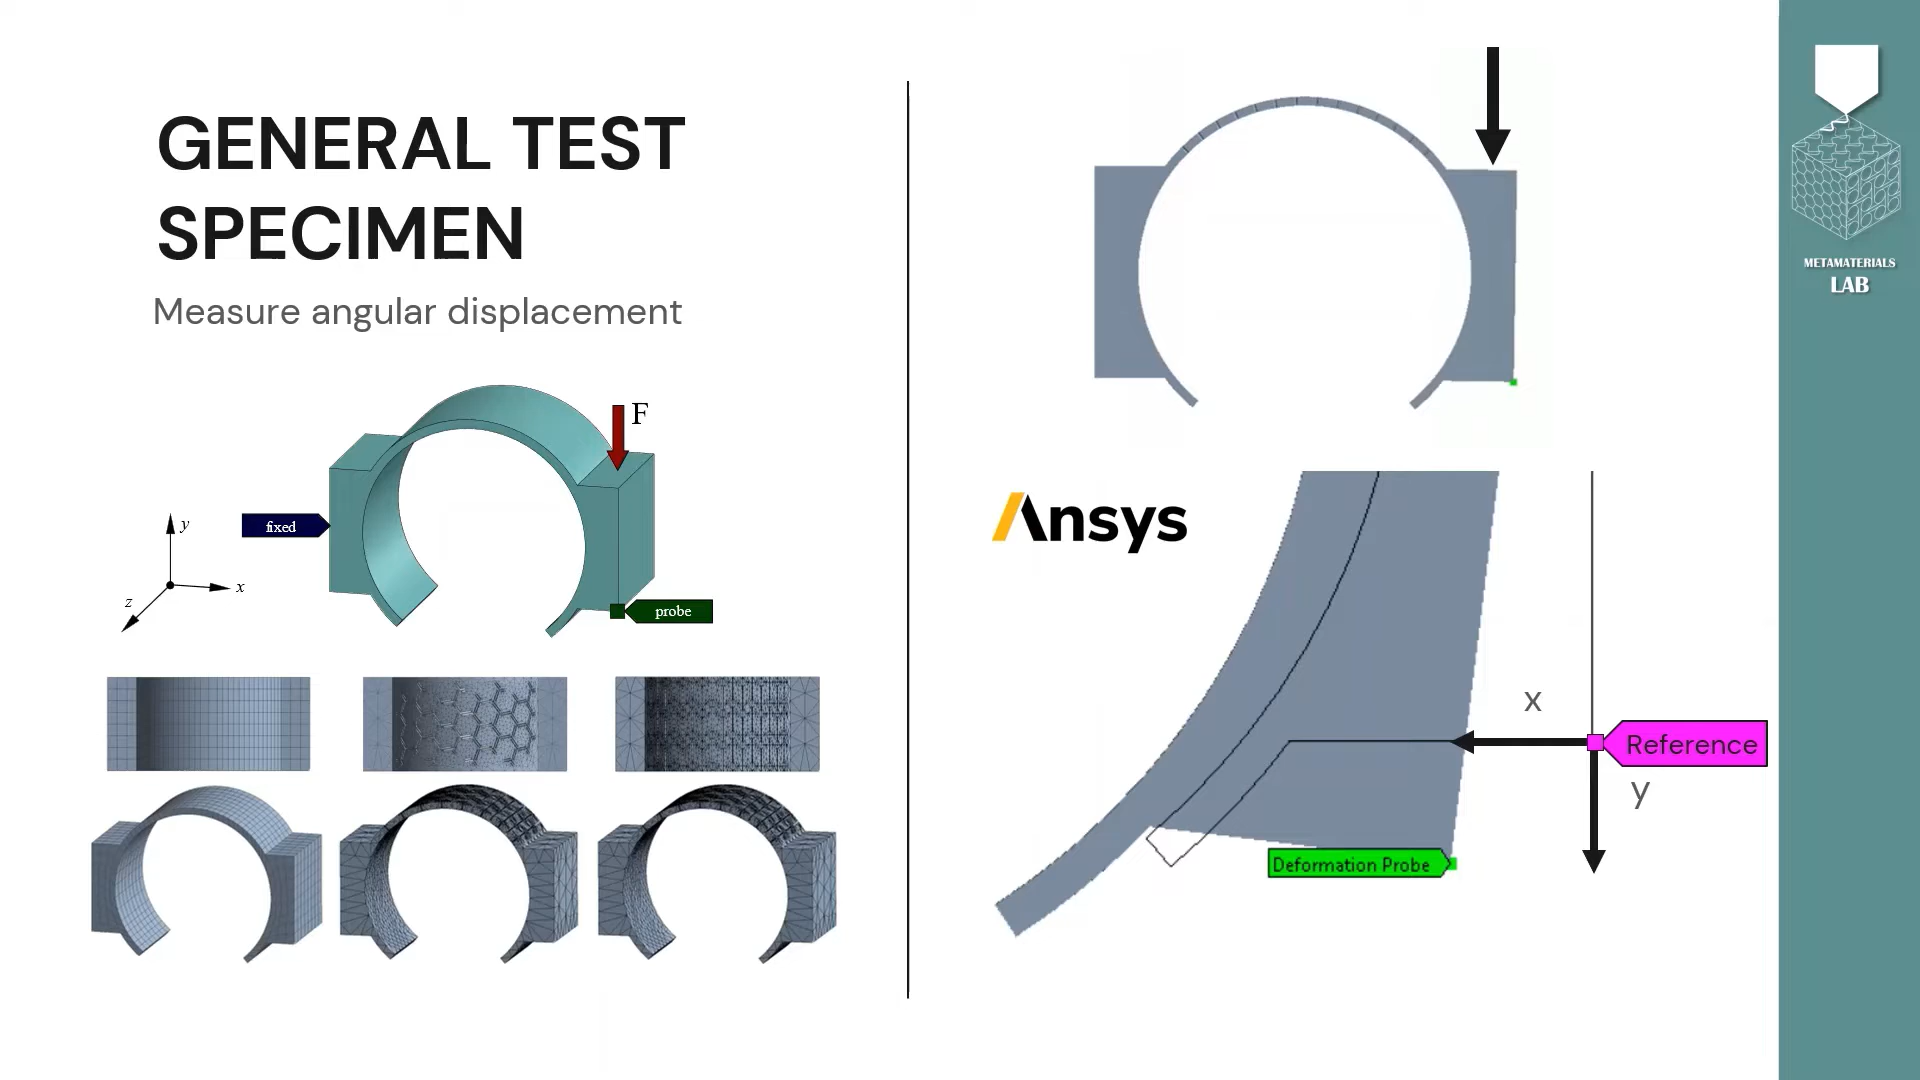 GENERAL TEST
SPECIMEN
Measure angular displacement
F
fixed
y
x
z
probe
Ansys
x
Reference
y
Deformation Probe
METAMATERIALS
LAB